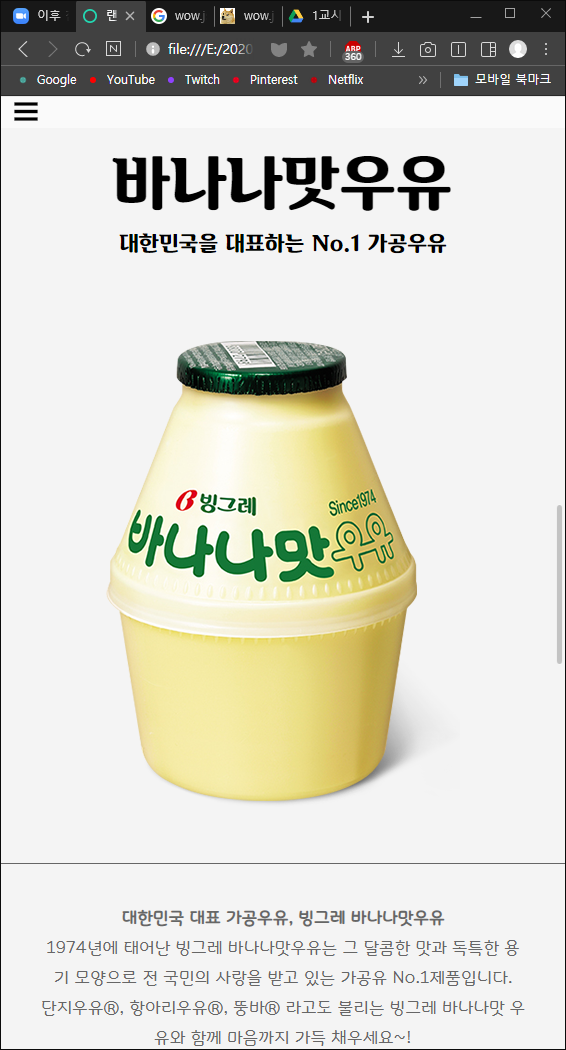 이후
랜
wow.j
wow.j
1교시
file:///E:/2020
ARP
360
Google
YouTube
Twitch
Pinterest
Netflix
»
모바일 북마크
바나나맛우유
대한민국을 대표하는 No.1 가공우유
빙그레
Since1974
바나나맛우유
대한민국 대표 가공우유, 빙그레 바나나맛우유
1974년에 태어난 빙그레 바나나맛우유는 그 달콤한 맛과 독특한 용
기 모양으로 전 국민의 사랑을 받고 있는 가공유 No.1제품입니다.
단지우유®, 항아리우유®, 뚱바® 라고도 불리는 빙그레 바나나맛 우
유와 함께 마음까지 가득 채우세요~!